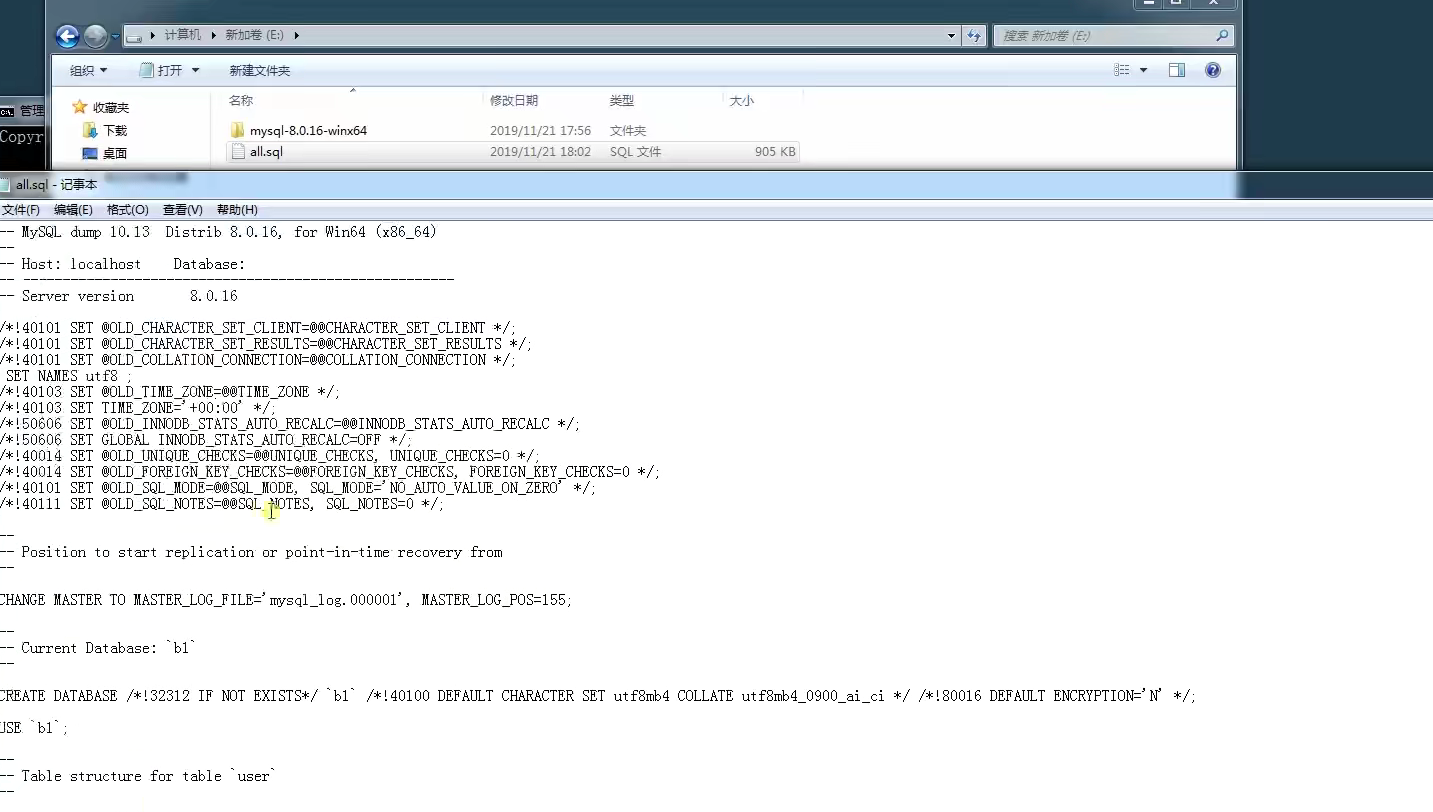 计算机 新加卷 (E:) 搜索 新加卷 (E:)
组织 打开 新建文件夹
名称 修改日期 类型 大小
收藏夹
管理
下载 mysql-8.0.16-winx64 2019/11/21 17:56 文件夹
Copyr
桌面 all.sql 2019/11/21 18:02 SQL 文件 905 KB
all.sql - 记事本
文件(F) 编辑(E) 格式(O) 查看(V) 帮助(H)
-- MySQL dump 10.13  Distrib 8.0.16, for Win64 (x86_64)
--
-- Host: localhost    Database:
-- ------------------------------------------------------
-- Server version       8.0.16
/*!40101 SET @OLD_CHARACTER_SET_CLIENT=@@CHARACTER_SET_CLIENT */;
/*!40101 SET @OLD_CHARACTER_SET_RESULTS=@@CHARACTER_SET_RESULTS */;
/*!40101 SET @OLD_COLLATION_CONNECTION=@@COLLATION_CONNECTION */;
SET NAMES utf8 ;
/*!40103 SET @OLD_TIME_ZONE=@@TIME_ZONE */;
/*!40103 SET TIME_ZONE='+00:00' */;
/*!50606 SET @OLD_INNODB_STATS_AUTO_RECALC=@@INNODB_STATS_AUTO_RECALC */;
/*!50606 SET GLOBAL INNODB_STATS_AUTO_RECALC=OFF */;
/*!40014 SET @OLD_UNIQUE_CHECKS=@@UNIQUE_CHECKS, UNIQUE_CHECKS=0 */;
/*!40014 SET @OLD_FOREIGN_KEY_CHECKS=@@FOREIGN_KEY_CHECKS, FOREIGN_KEY_CHECKS=0 */;
/*!40101 SET @OLD_SQL_MODE=@@SQL_MODE, SQL_MODE='NO_AUTO_VALUE_ON_ZERO' */;
/*!40111 SET @OLD_SQL_NOTES=@@SQL_NOTES, SQL_NOTES=0 */;
--
-- Position to start replication or point-in-time recovery from
--
CHANGE MASTER TO MASTER_LOG_FILE='mysql_log.000001', MASTER_LOG_POS=155;
--
-- Current Database: `b1`
--
CREATE DATABASE /*!32312 IF NOT EXISTS*/ `b1` /*!40100 DEFAULT CHARACTER SET utf8mb4 COLLATE utf8mb4_0900_ai_ci */ /*!80016 DEFAULT ENCRYPTION='N' */;
USE `b1`;
--
-- Table structure for table `user`
--